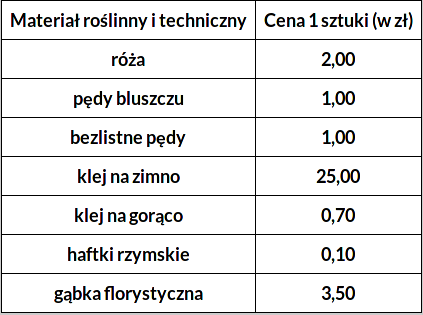 Materiał roślinny i techniczny Cena 1 sztuki (w zł)
róża 2,00
pędy bluszczu 1,00
bezlistne pędy 1,00
klej na zimno 25,00
klej na gorąco 0,70
haftki rzymskie 0,10
gąbka florystyczna 3,50